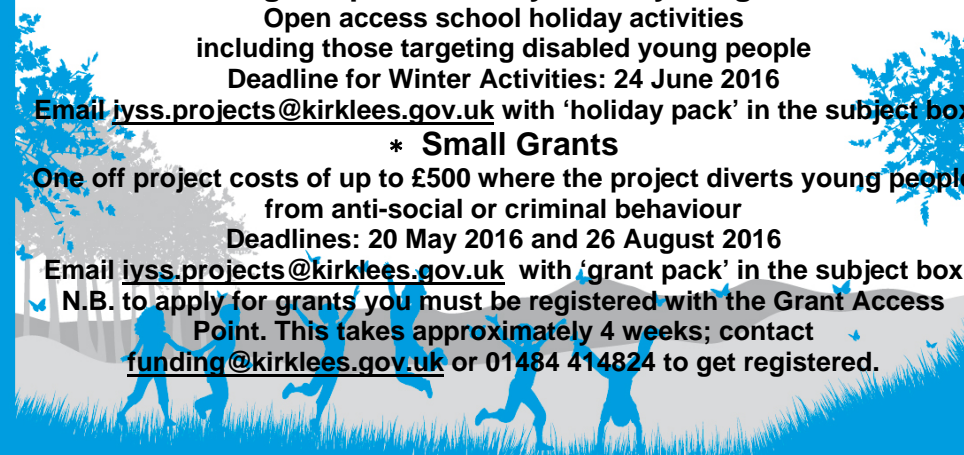 Open access school holiday activities
including those targeting disabled young people
Deadline for Winter Activities: 24 June 2016
Email iyss.projects@kirklees.gov.uk with ‘holiday pack’ in the subject box
* Small Grants
One off project costs of up to £500 where the project diverts young people
from anti-social or criminal behaviour
Deadlines: 20 May 2016 and 26 August 2016
Email iyss.projects@kirklees.gov.uk with ‘grant pack’ in the subject box
N.B. to apply for grants you must be registered with the Grant Access
Point. This takes approximately 4 weeks; contact
funding@kirklees.gov.uk or 01484 414824 to get registered.